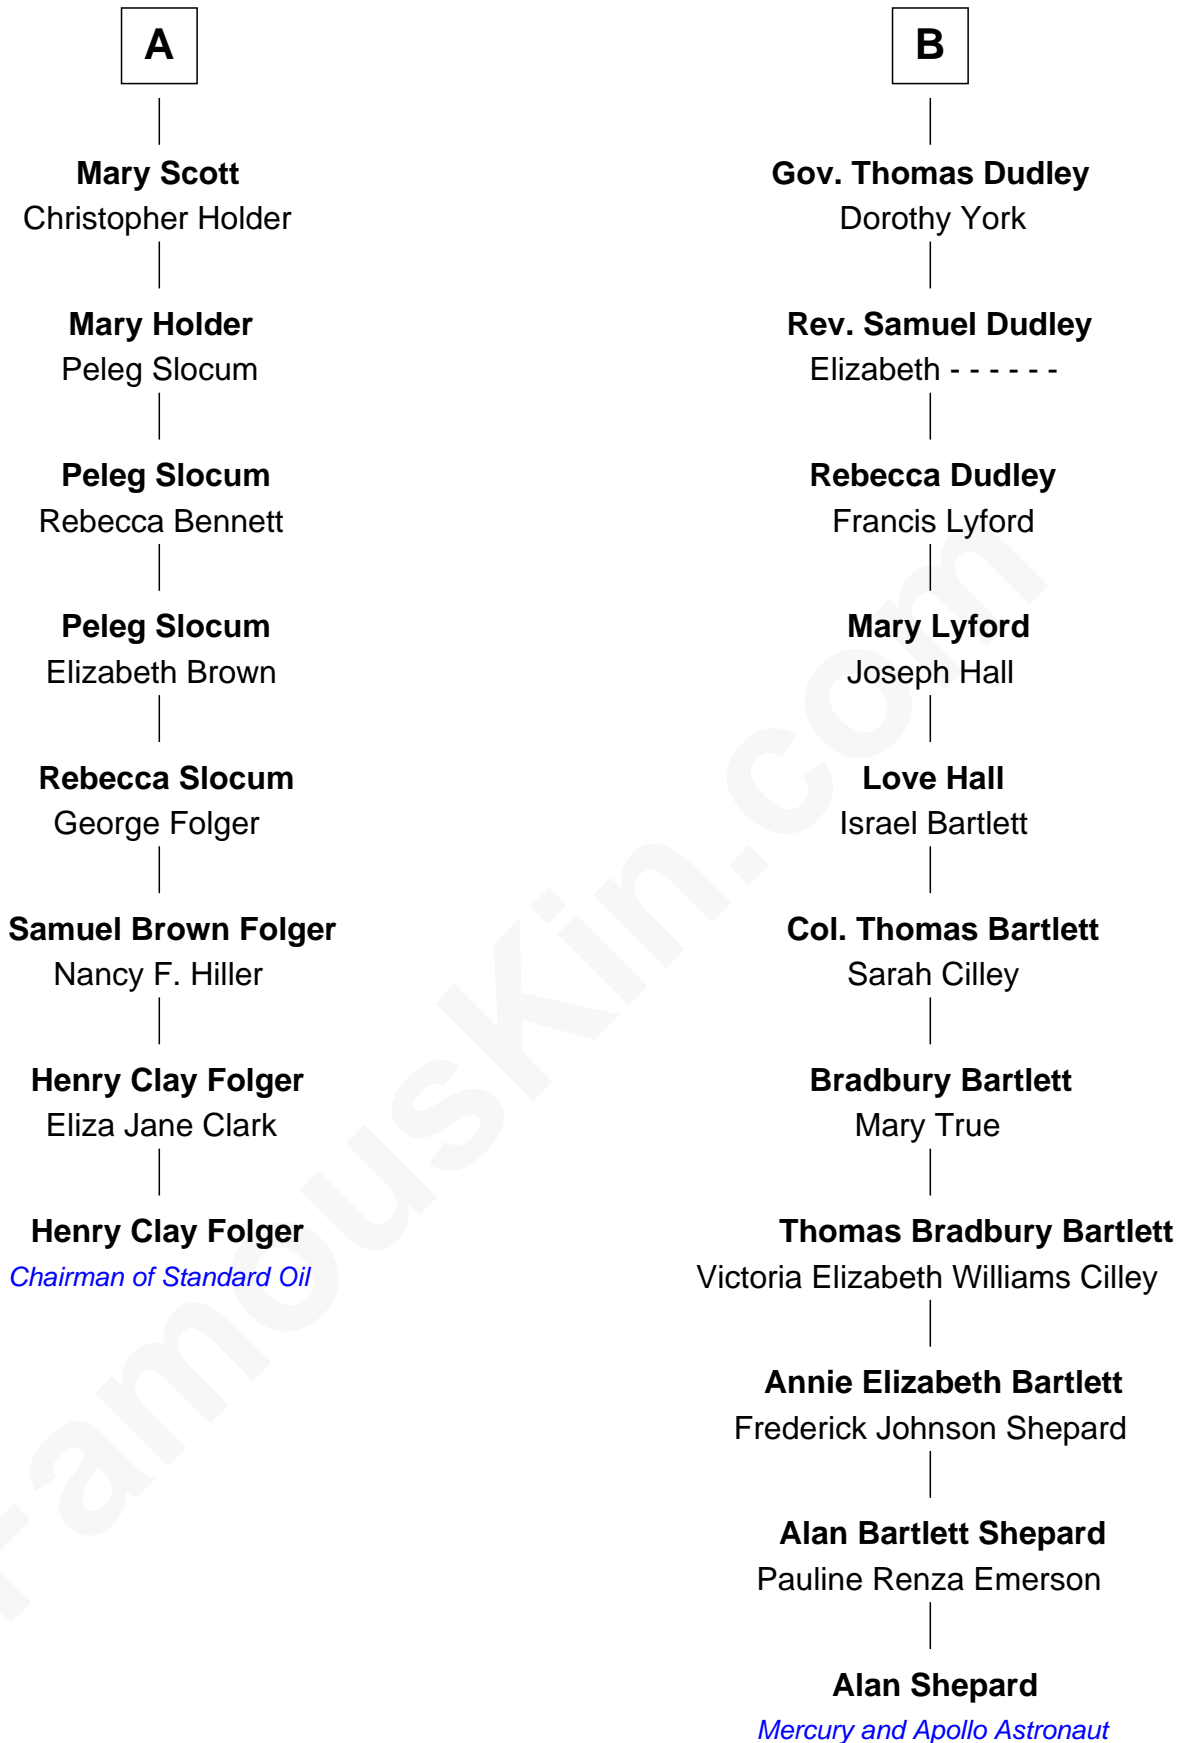 A
Mary Scott
Christopher Holder
Mary Holder
Peleg Slocum
Peleg Slocum
Rebecca Bennett
Peleg Slocum
Elizabeth Brown
Rebecca Slocum
George Folger
Samuel Brown Folger
Nancy F. Hiller
Henry Clay Folger
Eliza Jane Clark
Henry Clay Folger
Chairman of Standard Oil
B
Gov. Thomas Dudley
Dorothy York
Rev. Samuel Dudley
Elizabeth - - - - - -
Rebecca Dudley
Francis Lyford
Mary Lyford
Joseph Hall
Love Hall
Israel Bartlett
Col. Thomas Bartlett
Sarah Cilley
Bradbury Bartlett
Mary True
Thomas Bradbury Bartlett
Victoria Elizabeth Williams Cilley
Annie Elizabeth Bartlett
Frederick Johnson Shepard
Alan Bartlett Shepard
Pauline Renza Emerson
Alan Shepard
Mercury and Apollo Astronaut
FamousKin.com